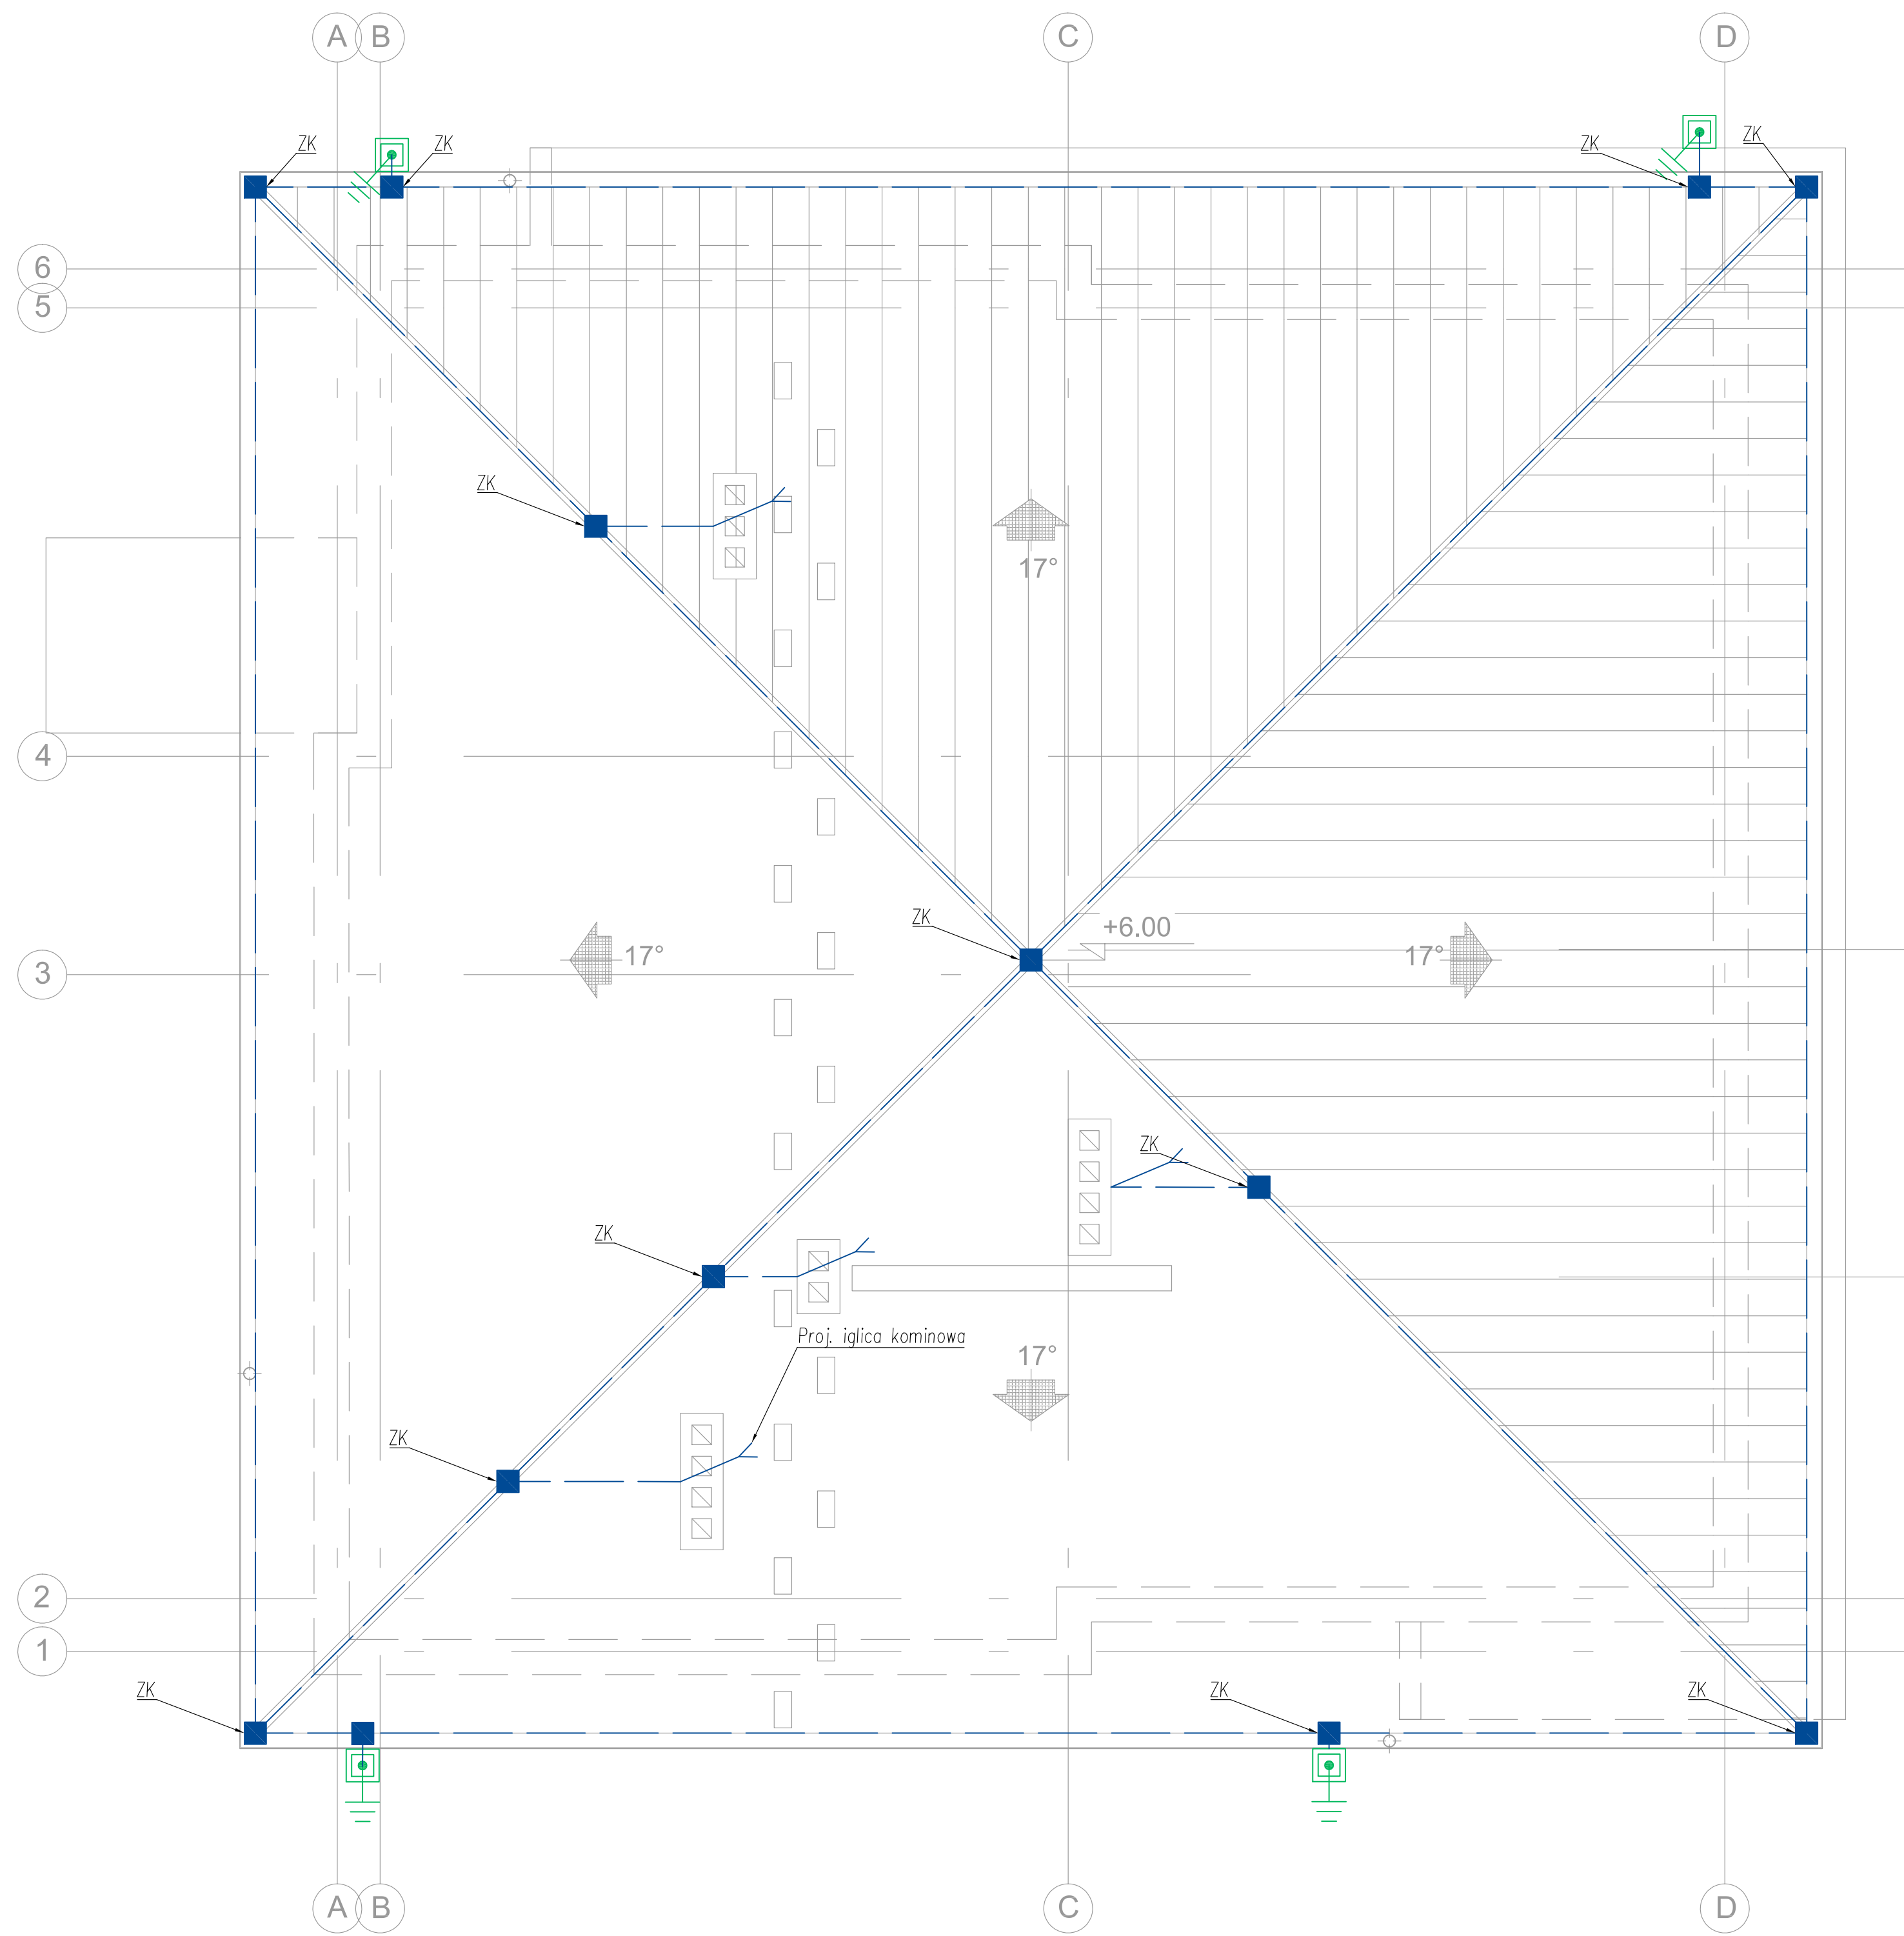 A B C D
ZK ZK ZK ZK
6
5
ZK
17°
4
ZK +6.00
17° 17°
3
ZK
ZK
Proj. iglica kominowa
17°
ZK
2
1
ZK ZK ZK
A B C D